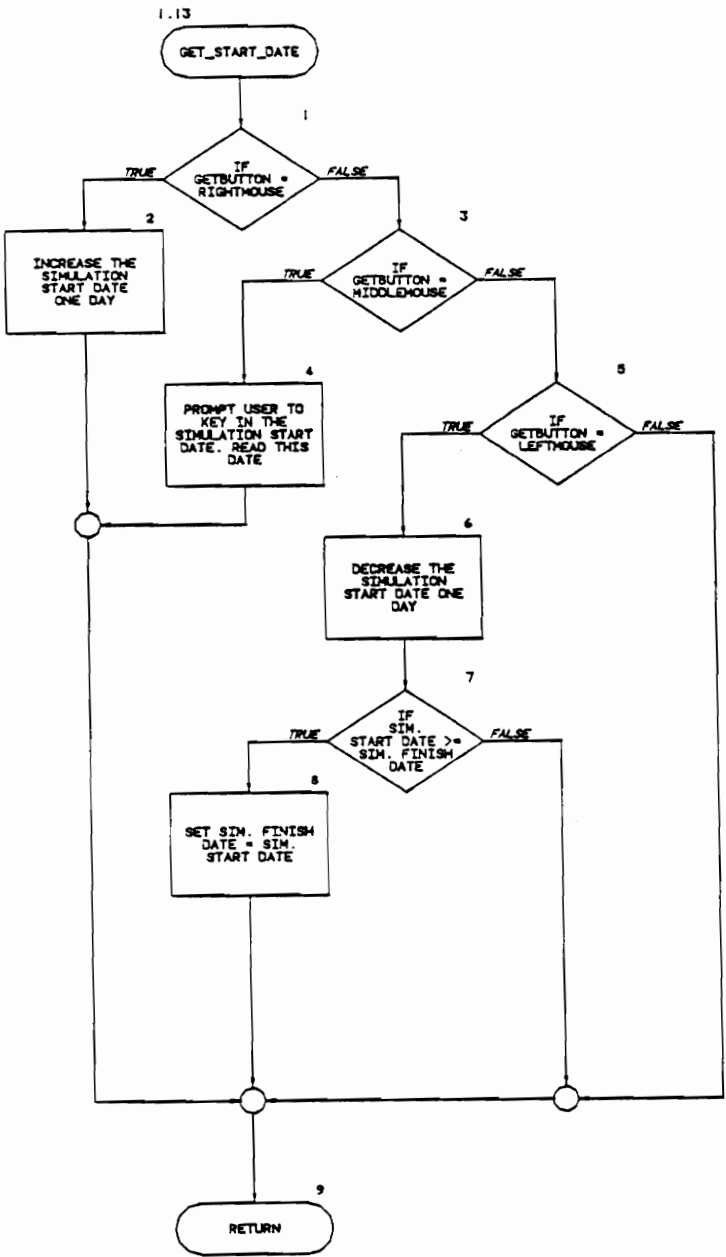 1.13
GET_START_DATE
1
IF
GETBUTTON =
RIGHTMOUSE
TRUE
FALSE
2
INCREASE THE
SIMULATION
START DATE
ONE DAY
3
IF
GETBUTTON =
MIDDLEMOUSE
TRUE
FALSE
4
PROMPT USER TO
KEY IN THE
SIMULATION START
DATE. READ THIS
DATE
5
IF
GETBUTTON =
LEFTMOUSE
TRUE
FALSE
6
DECREASE THE
SIMULATION
START DATE ONE
DAY
7
IF
SIM.
START DATE >=
SIM. FINISH
DATE
TRUE
FALSE
8
SET SIM. FINISH
DATE = SIM.
START DATE
9
RETURN